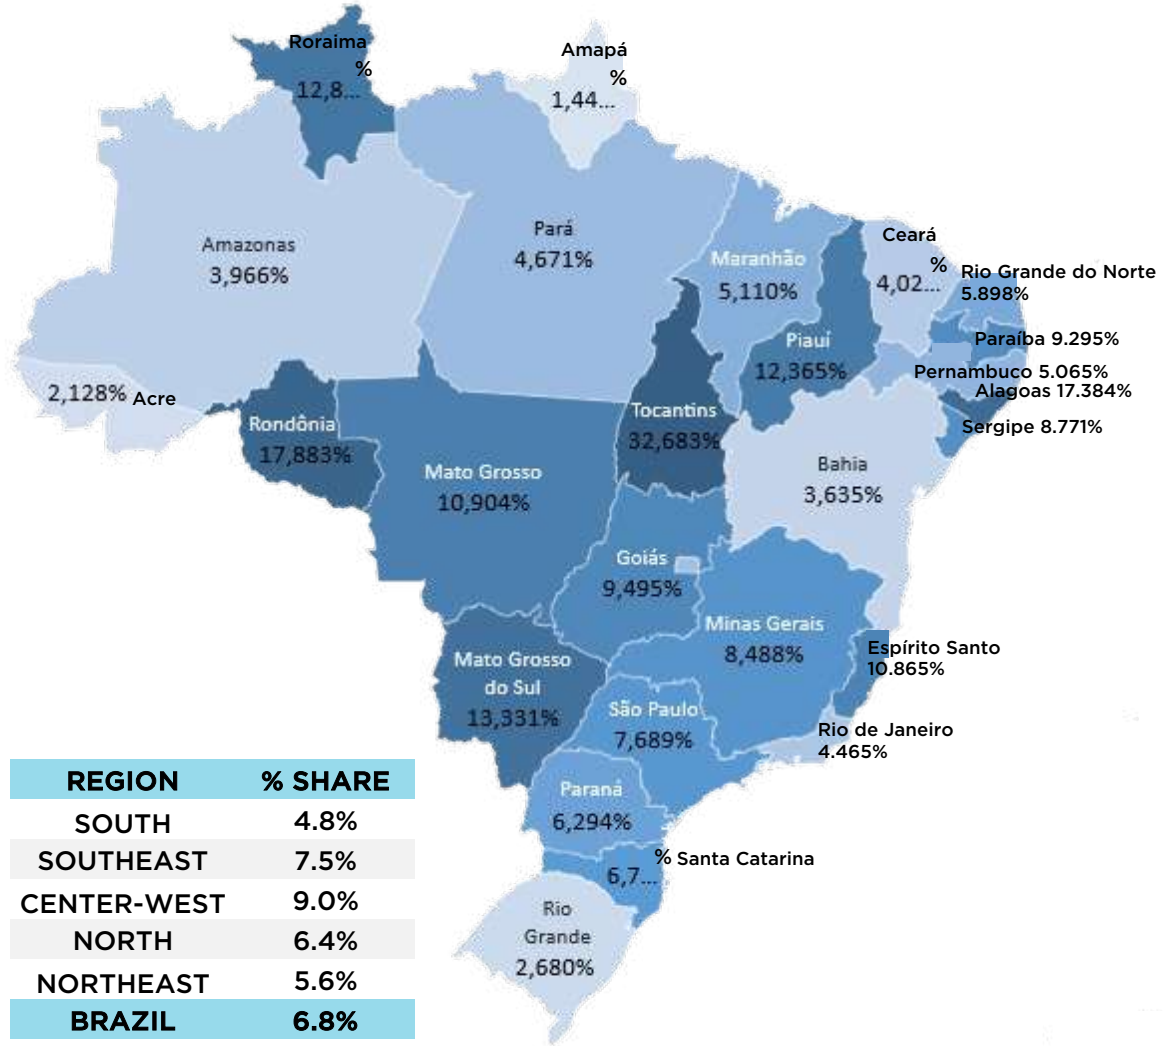 Roraima
%
12,8...
Amapá
%
1,44...
Amazonas
3,966%
Pará
4,671%
Maranhão
5,110%
Ceará
%
4,02...
Rio Grande do Norte
5.898%
Piauí
12,365%
Paraíba 9.295%
Pernambuco 5.065%
Alagoas 17.384%
Sergipe 8.771%
2,128% Acre
Rondônia
17,883%
Tocantins
32,683%
Mato Grosso
10,904%
Bahia
3,635%
Goiás
9,495%
Minas Gerais
8,488%
Espírito Santo
10.865%
Mato Grosso
do Sul
13,331%
São Paulo
7,689%
Rio de Janeiro
4.465%
Paraná
6,294%
% Santa Catarina
6,7...
Rio
Grande
2,680%
REGION % SHARE
SOUTH 4.8%
SOUTHEAST 7.5%
CENTER-WEST 9.0%
NORTH 6.4%
NORTHEAST 5.6%
BRAZIL 6.8%